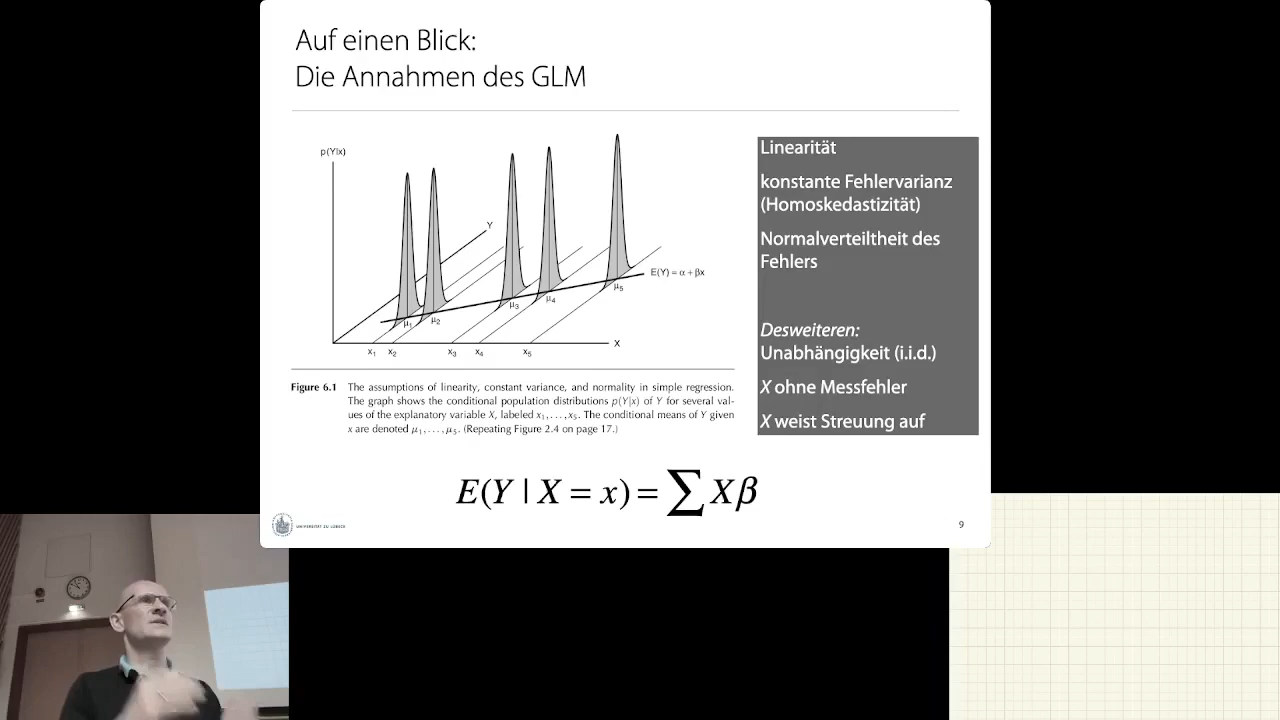 Auf einen Blick:
Die Annahmen des GLM
p(Y|x)
Y
E(Y) = α + βx
μ1
μ2
μ3
μ4
μ5
X
x1
x2
x3
x4
x5
Figure 6.1 The assumptions of linearity, constant variance, and normality in simple regression.
The graph shows the conditional population distributions p(Y|x) of Y for several val-
ues of the explanatory variable X, labeled x1, . . . , x5. The conditional means of Y given
x are denoted μ1, . . . , μ5. (Repeating Figure 2.4 on page 17.)
Linearität
konstante Fehlervarianz
(Homoskedastizität)
Normalverteiltheit des
Fehlers
Desweiteren:
Unabhängigkeit (i.i.d.)
X ohne Messfehler
X weist Streuung auf
E(Y | X = x) = ∑ Xβ
UNIVERSITÄT ZU LÜBECK
9